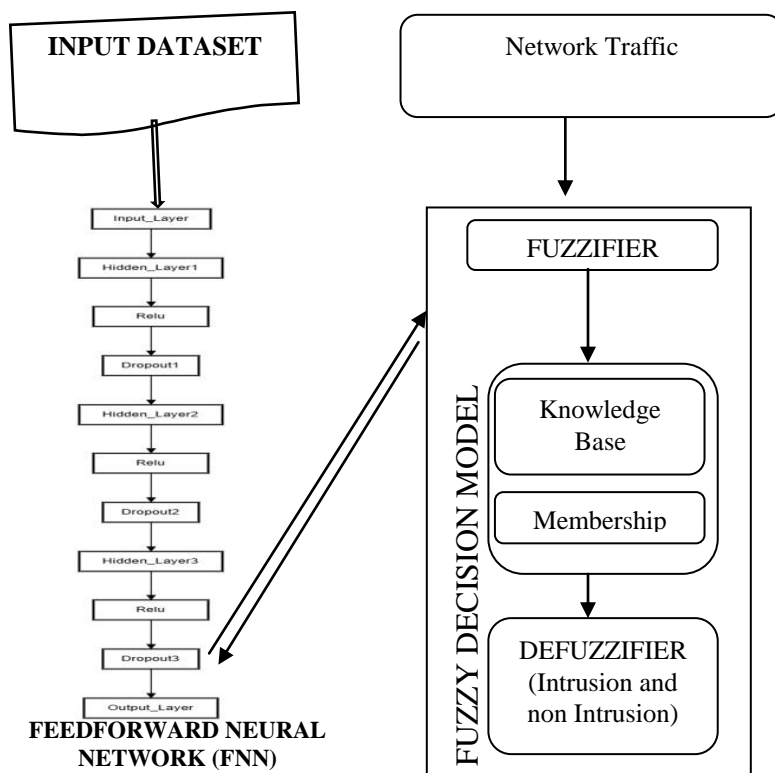 INPUT DATASET
Input_Layer
Hidden_Layer1
Relu
Dropout1
Hidden_Layer2
Relu
Dropout2
Hidden_Layer3
Relu
Dropout3
Output_Layer
FEEDFORWARD NEURAL
NETWORK (FNN)
Network Traffic
FUZZY DECISION MODEL
FUZZIFIER
Knowledge
Base
Membership
DEFUZZIFIER
(Intrusion and
non Intrusion)